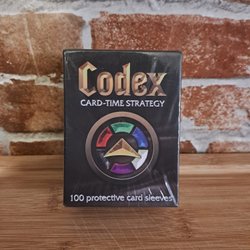 Codex
CARD-TIME STRATEGY
100 protective card sleeves